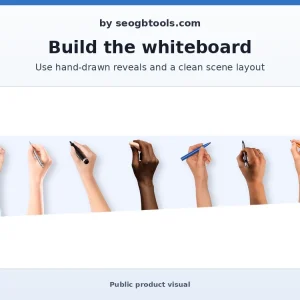 by seogbtools.com
Build the whiteboard
Use hand-drawn reveals and a clean scene layout
Public product visual